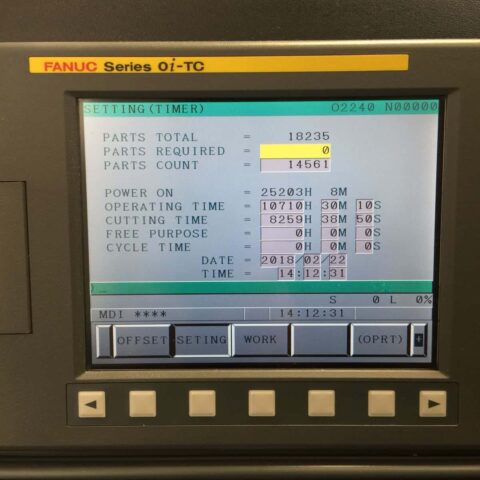 FANUC Series 0i-TC
SETTING(TIMER) O2240 N00000
PARTS TOTAL = 18235
PARTS REQUIRED = 0
PARTS COUNT = 14561
POWER ON = 25203H 8M
OPERATING TIME = 10710H 30M 10S
CUTTING TIME = 8259H 38M 50S
FREE PURPOSE = 0H 0M 0S
CYCLE TIME = 0H 0M 0S
DATE = 2018/02/22
TIME = 14:12:31
>_
S 0 L 0%
MDI **** 14:12:31
OFFSET SETING WORK (OPRT) +